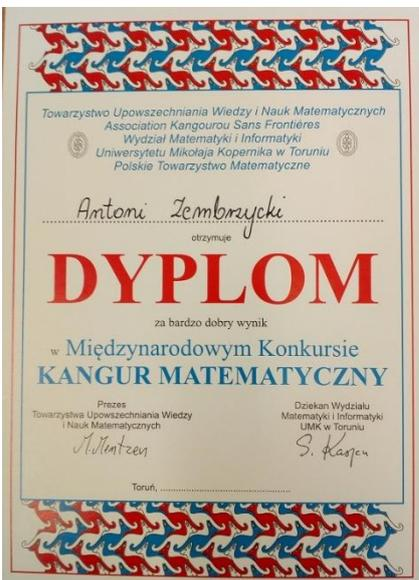 Towarzystwo Upowszechniania Wiedzy i Nauk Matematycznych
Association Kangourou Sans Frontières
Wydział Matematyki i Informatyki
Uniwersytetu Mikołaja Kopernika w Toruniu
Polskie Towarzystwo Matematyczne
Antoni Zembrzycki
otrzymuje
DYPLOM
za bardzo dobry wynik
w Międzynarodowym Konkursie
KANGUR MATEMATYCZNY
Prezes
Towarzystwa Upowszechniania Wiedzy
i Nauk Matematycznych
Dziekan Wydziału
Matematyki i Informatyki
UMK w Toruniu
Toruń,